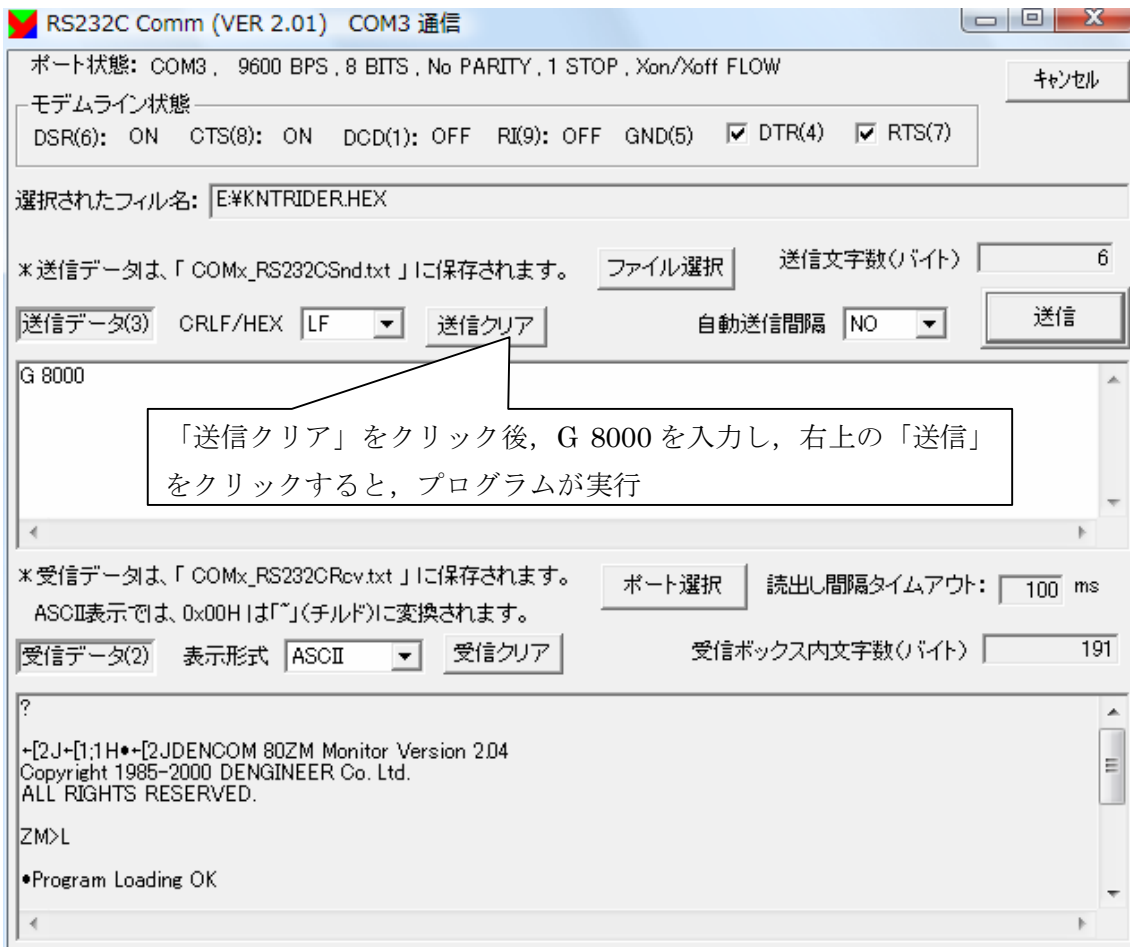 RS232C Comm (VER 2.01) COM3 通信
ポート状態: COM3 , 9600 BPS , 8 BITS , No PARITY , 1 STOP , Xon/Xoff FLOW
キャンセル
モデムライン状態
DSR(6): ON CTS(8): ON DCD(1): OFF RI(9): OFF GND(5) DTR(4) RTS(7)
選択されたフィル名: E:¥KNTRIDER.HEX
*送信データは、「 COMx_RS232CSnd.txt 」に保存されます。 ファイル選択 送信文字数(バイト) 6
送信データ(3) CRLF/HEX LF 送信クリア 自動送信間隔 NO 送信
G 8000
「送信クリア」をクリック後，G 8000 を入力し，右上の「送信」
をクリックすると，プログラムが実行
*受信データは、「 COMx_RS232CRcv.txt 」に保存されます。 ポート選択 読出し間隔タイムアウト: 100 ms
ASCII表示では、0x00H は「~」(チルド)に変換されます。
受信データ(2) 表示形式 ASCII 受信クリア 受信ボックス内文字数(バイト) 191
?
←[2J←[1;1H•←[2JDENCOM 80ZM Monitor Version 2.04
Copyright 1985-2000 DENGINEER Co. Ltd.
ALL RIGHTS RESERVED.
ZM>L
•Program Loading OK